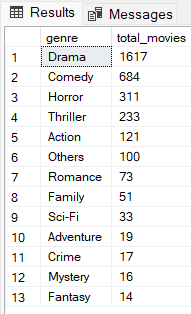 Results Messages
genre total_movies
1 Drama 1617
2 Comedy 684
3 Horror 311
4 Thriller 233
5 Action 121
6 Others 100
7 Romance 73
8 Family 51
9 Sci-Fi 33
10 Adventure 19
11 Crime 17
12 Mystery 16
13 Fantasy 14